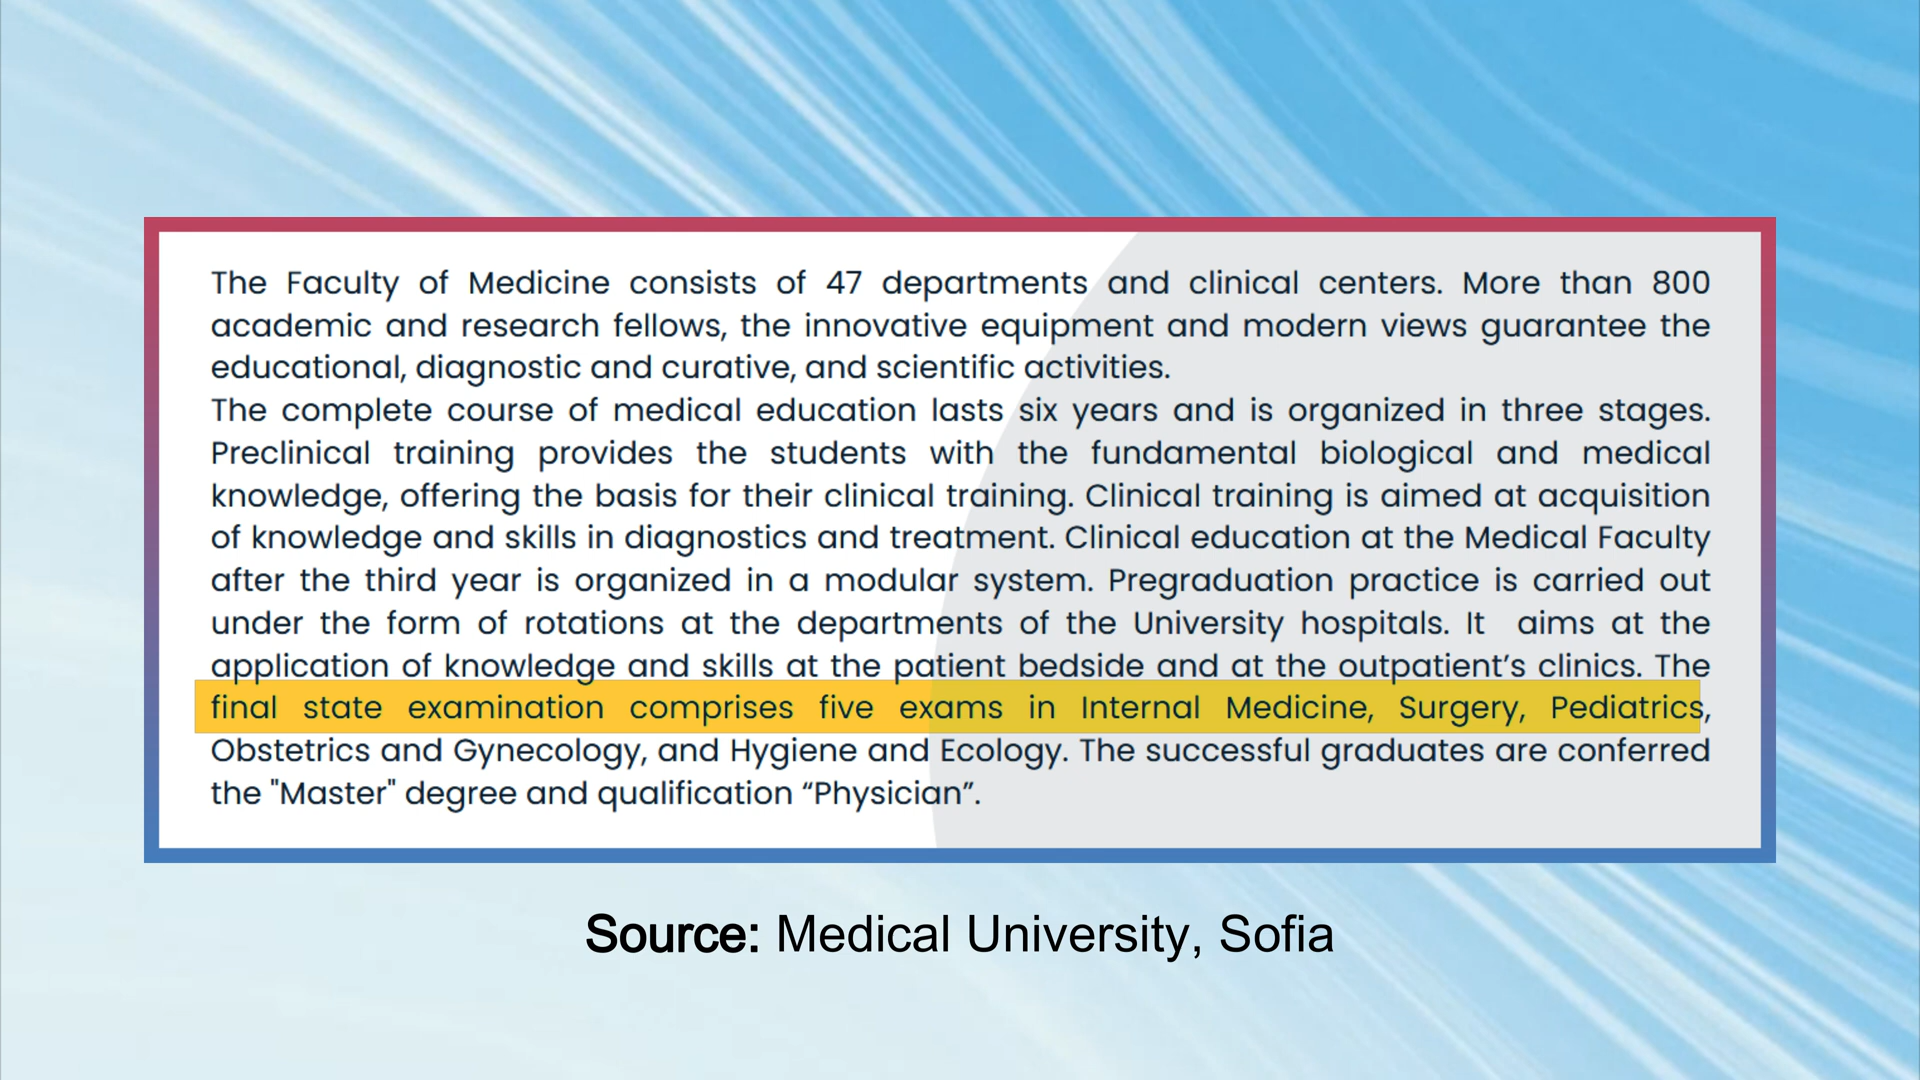 The Faculty of Medicine consists of 47 departments and clinical centers. More than 800
academic and research fellows, the innovative equipment and modern views guarantee the
educational, diagnostic and curative, and scientific activities.
The complete course of medical education lasts six years and is organized in three stages.
Preclinical training provides the students with the fundamental biological and medical
knowledge, offering the basis for their clinical training. Clinical training is aimed at acquisition
of knowledge and skills in diagnostics and treatment. Clinical education at the Medical Faculty
after the third year is organized in a modular system. Pregraduation practice is carried out
under the form of rotations at the departments of the University hospitals. It aims at the
application of knowledge and skills at the patient bedside and at the outpatient’s clinics. The
final state examination comprises five exams in Internal Medicine, Surgery, Pediatrics,
Obstetrics and Gynecology, and Hygiene and Ecology. The successful graduates are conferred
the "Master" degree and qualification “Physician”.
Source: Medical University, Sofia